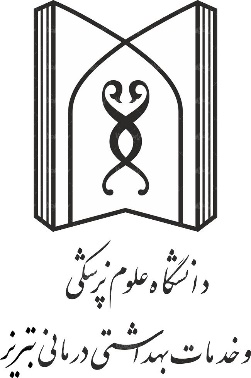 دانشگاه علوم پزشکی
و خدمات بهداشتی درمانی تبریز